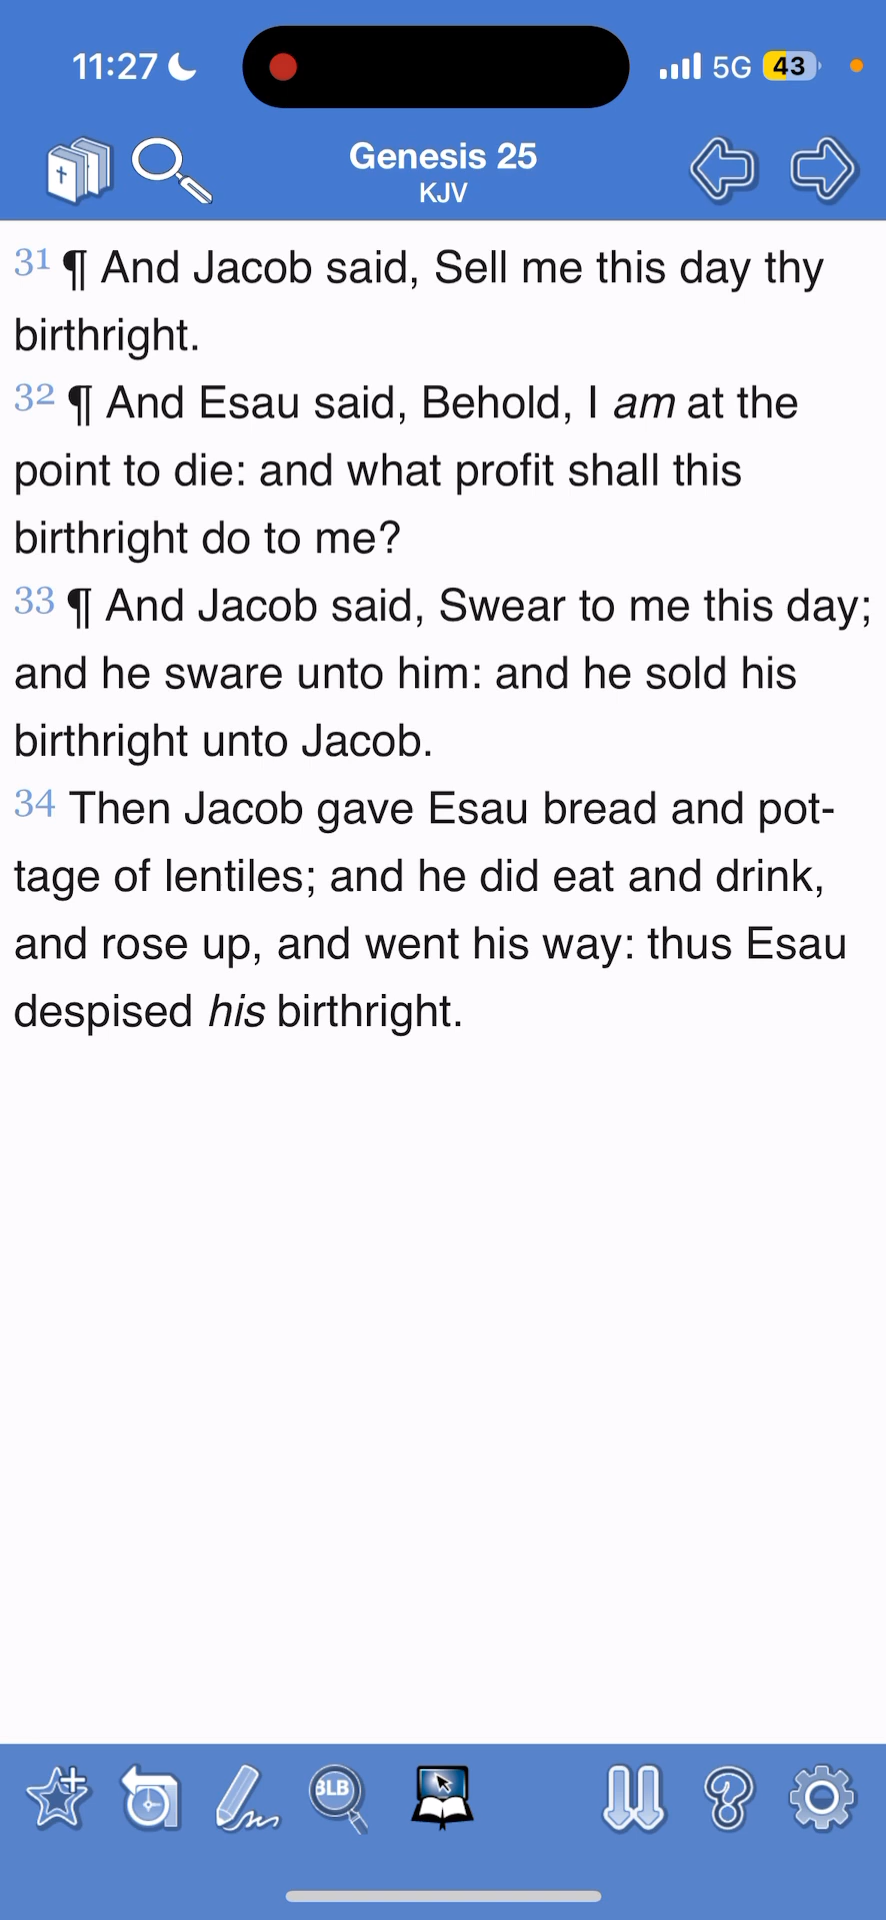 11:27
5G 43
Genesis 25
KJV
31 ¶ And Jacob said, Sell me this day thy
birthright.
32 ¶ And Esau said, Behold, I am at the
point to die: and what profit shall this
birthright do to me?
33 ¶ And Jacob said, Swear to me this day;
and he sware unto him: and he sold his
birthright unto Jacob.
34 Then Jacob gave Esau bread and pot-
tage of lentiles; and he did eat and drink,
and rose up, and went his way: thus Esau
despised his birthright.
BLB